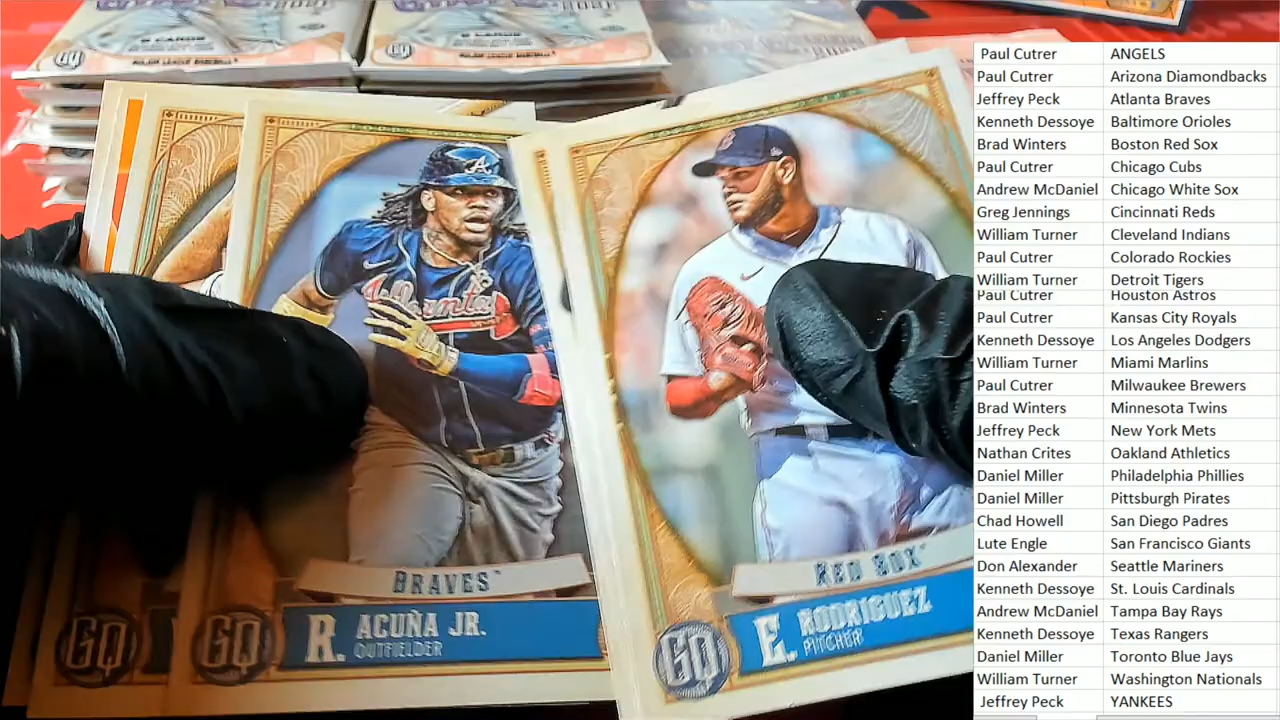 5 CARDS
MAJOR LEAGUE BASEBALL
A
BRAVES
GQ
R. ACUÑA JR.
OUTFIELDER
RED SOX
GQ
E. RODRIGUEZ
PITCHER
Paul Cutrer ANGELS
Paul Cutrer Arizona Diamondbacks
Jeffrey Peck Atlanta Braves
Kenneth Dessoye Baltimore Orioles
Brad Winters Boston Red Sox
Paul Cutrer Chicago Cubs
Andrew McDaniel Chicago White Sox
Greg Jennings Cincinnati Reds
William Turner Cleveland Indians
Paul Cutrer Colorado Rockies
William Turner Detroit Tigers
Paul Cutrer Houston Astros
Paul Cutrer Kansas City Royals
Kenneth Dessoye Los Angeles Dodgers
William Turner Miami Marlins
Paul Cutrer Milwaukee Brewers
Brad Winters Minnesota Twins
Jeffrey Peck New York Mets
Nathan Crites Oakland Athletics
Daniel Miller Philadelphia Phillies
Daniel Miller Pittsburgh Pirates
Chad Howell San Diego Padres
Lute Engle San Francisco Giants
Don Alexander Seattle Mariners
Kenneth Dessoye St. Louis Cardinals
Andrew McDaniel Tampa Bay Rays
Kenneth Dessoye Texas Rangers
Daniel Miller Toronto Blue Jays
William Turner Washington Nationals
Jeffrey Peck YANKEES